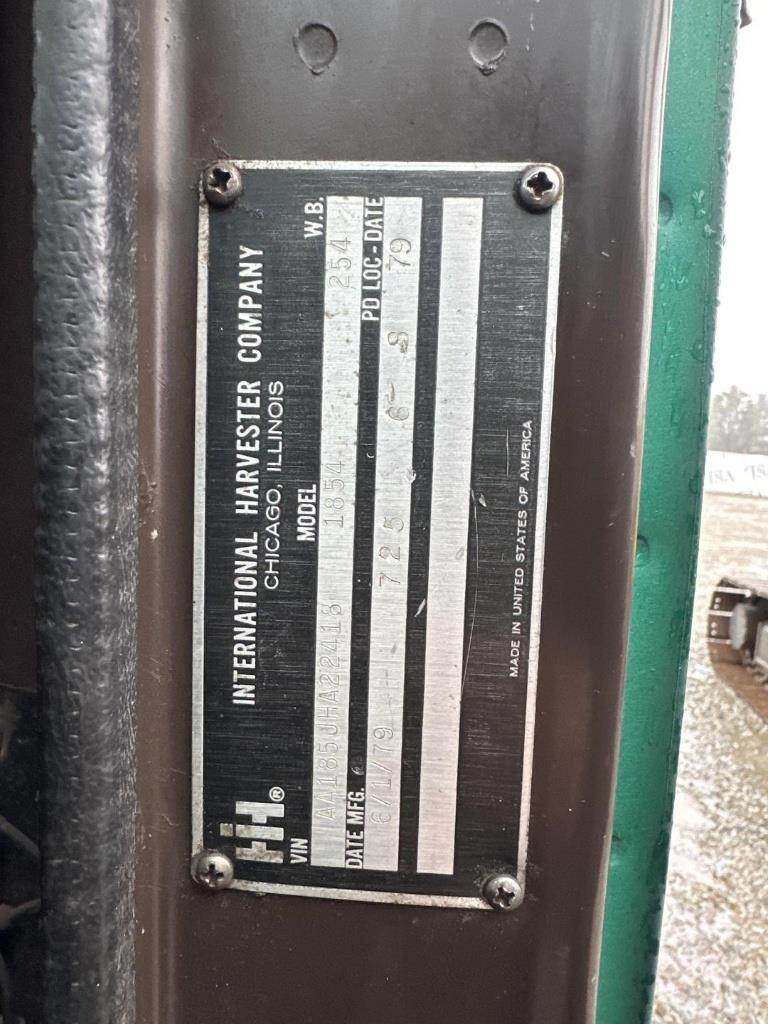 INTERNATIONAL HARVESTER COMPANY
CHICAGO, ILLINOIS
IH ®
VIN MODEL W.B.
1854 254
DATE MFG. PD LOC-DATE
6/1/79 725 6- 8 79
MADE IN UNITED STATES OF AMERICA